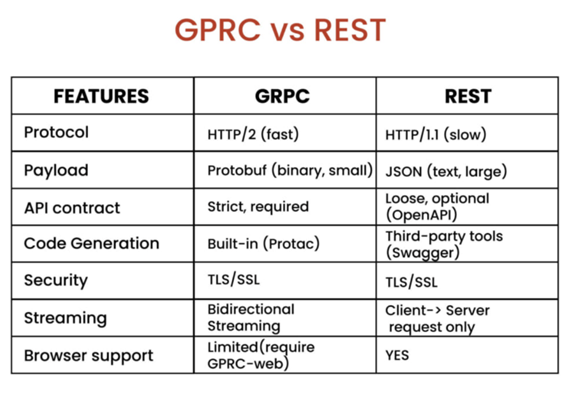 GPRC vs REST
FEATURES GRPC REST
Protocol HTTP/2 (fast) HTTP/1.1 (slow)
Payload Protobuf (binary, small) JSON (text, large)
API contract Strict, required Loose, optional
(OpenAPI)
Code Generation Built-in (Protac) Third-party tools
(Swagger)
Security TLS/SSL TLS/SSL
Streaming Bidirectional
Streaming Client-> Server
request only
Browser support Limited(require
GPRC-web) YES